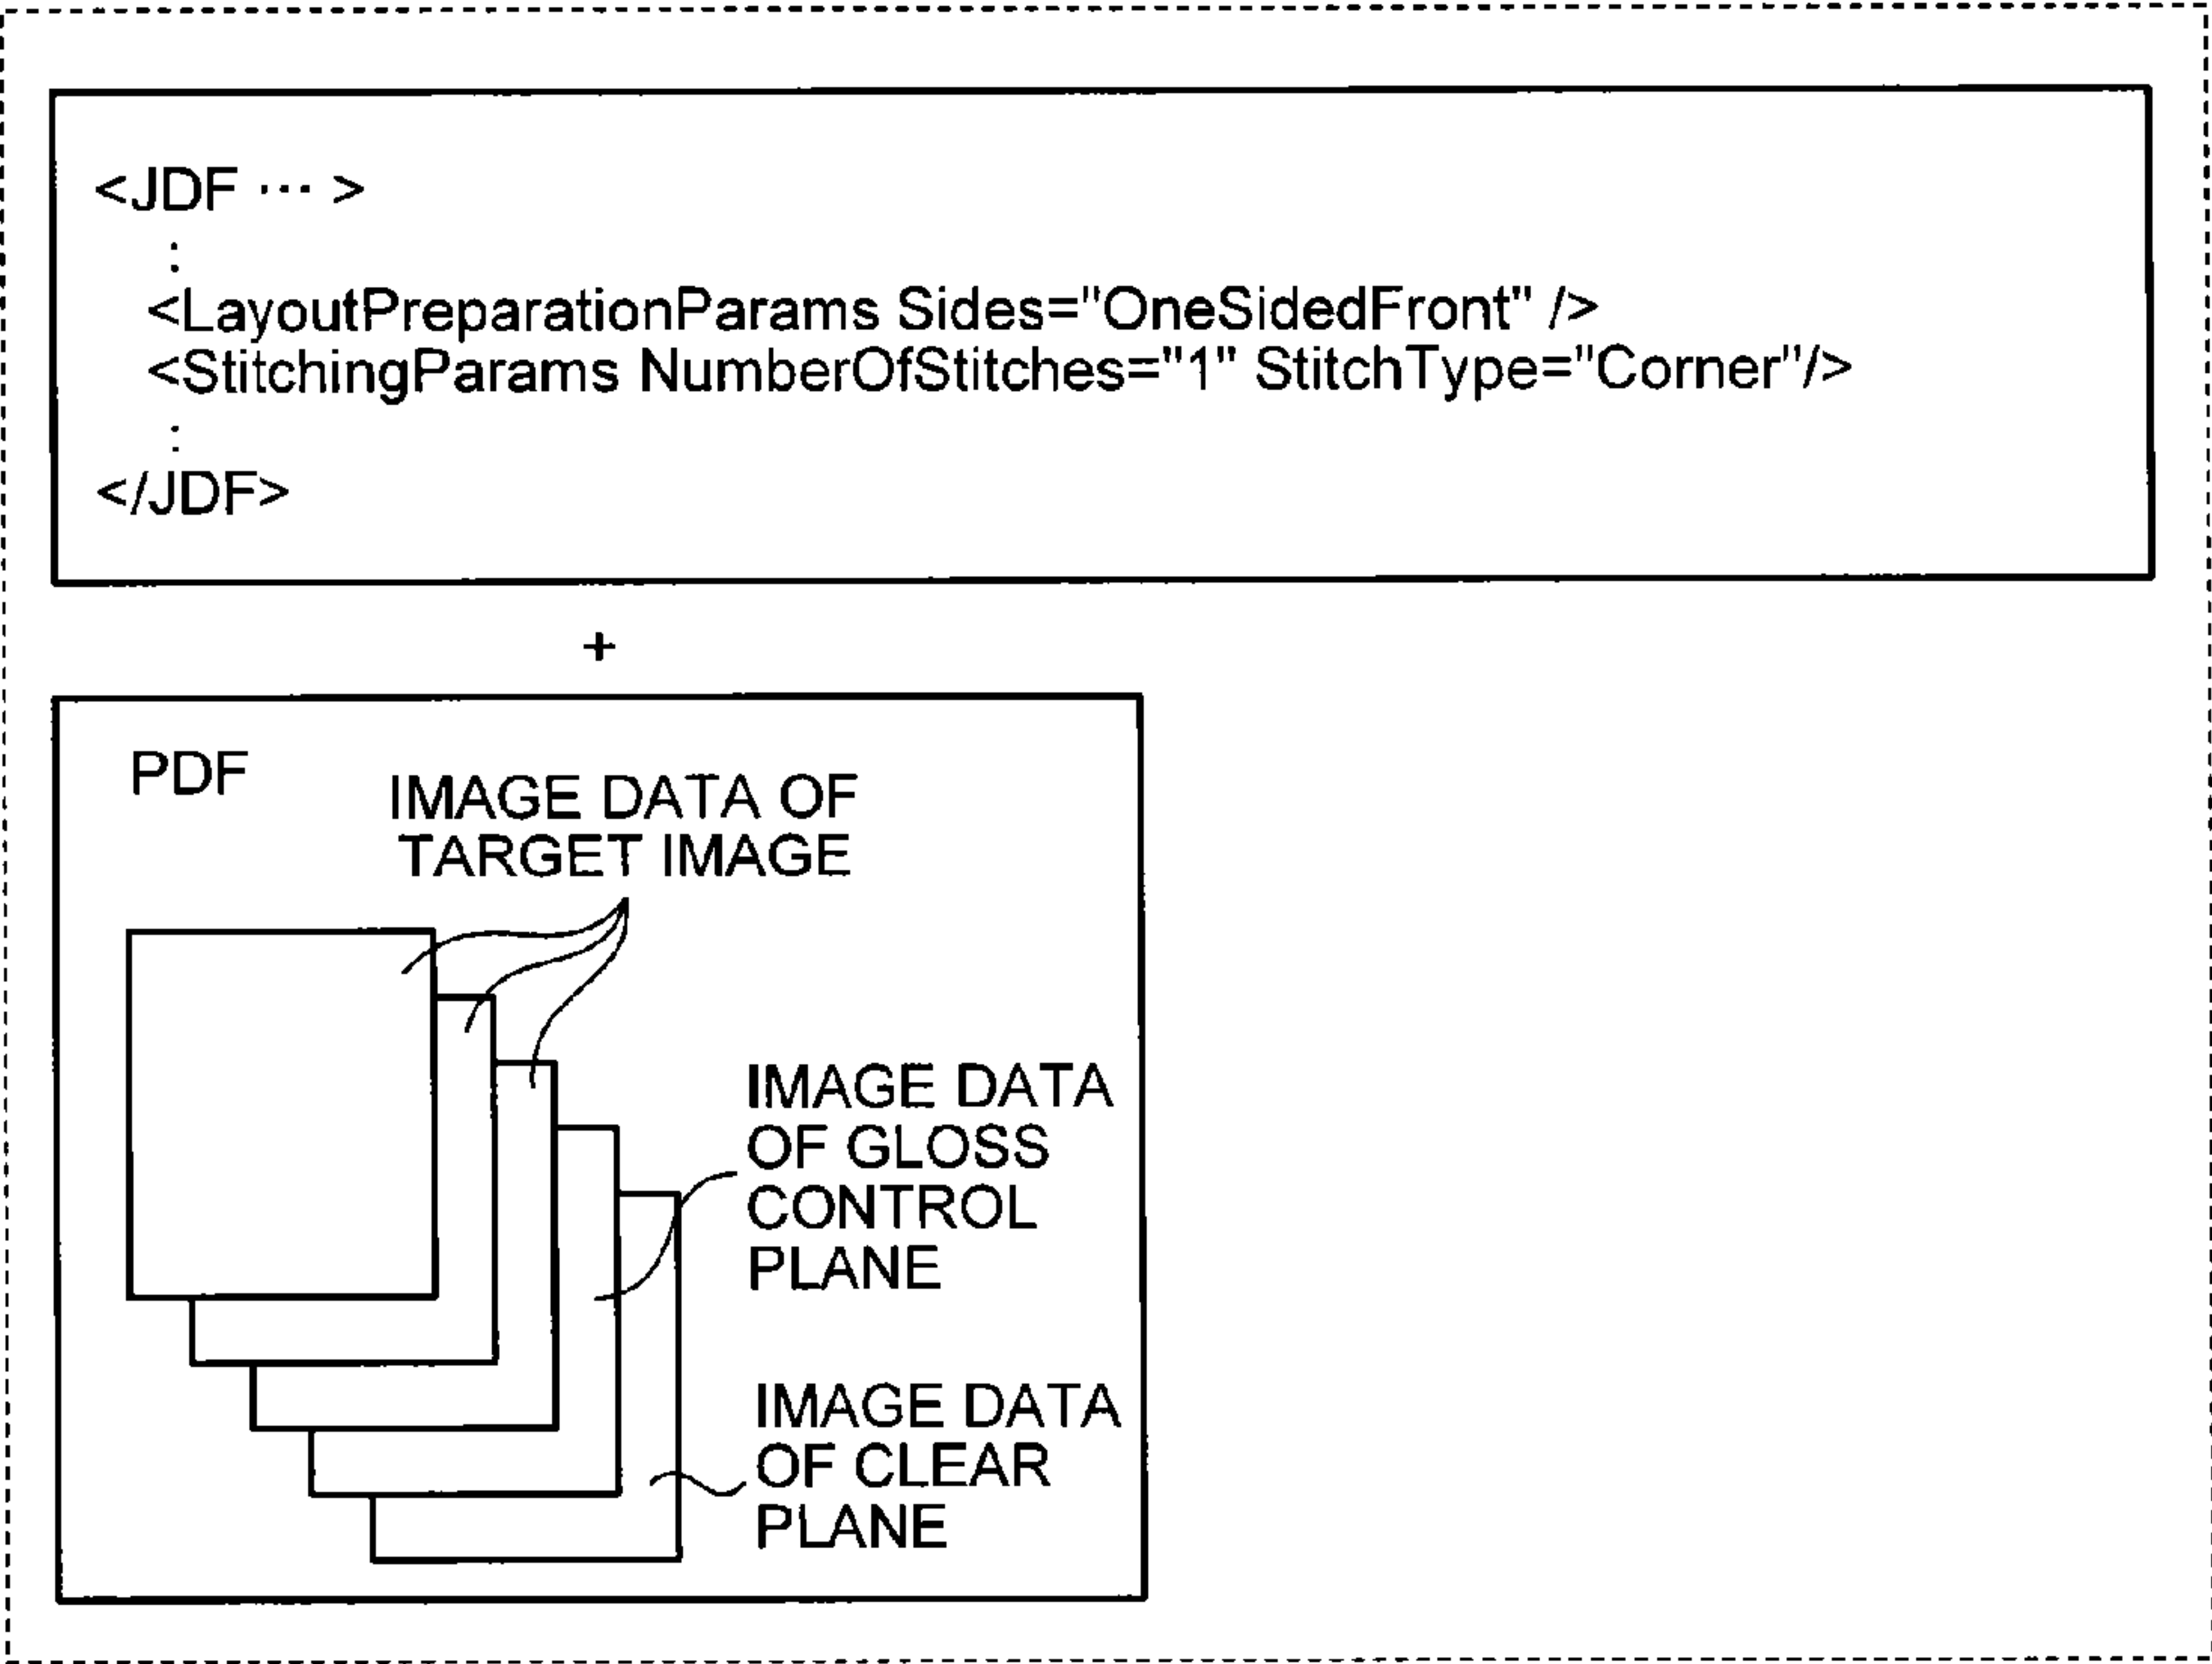 <JDF ··· >
:
<LayoutPreparationParams Sides="OneSidedFront" />
<StitchingParams NumberOfStitches="1" StitchType="Corner"/>
:
</JDF>
+
PDF
IMAGE DATA OF
TARGET IMAGE
IMAGE DATA
OF GLOSS
CONTROL
PLANE
IMAGE DATA
OF CLEAR
PLANE